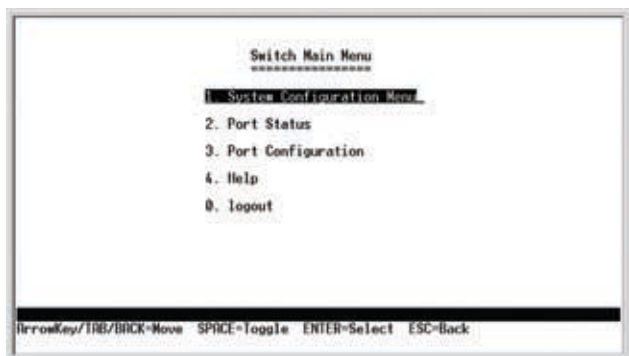 Switch Main Menu
================
1. System Configuration Menu
2. Port Status
3. Port Configuration
4. Help
0. logout
ArrowKey/TAB/BACK=Move SPACE=Toggle ENTER=Select ESC=Back